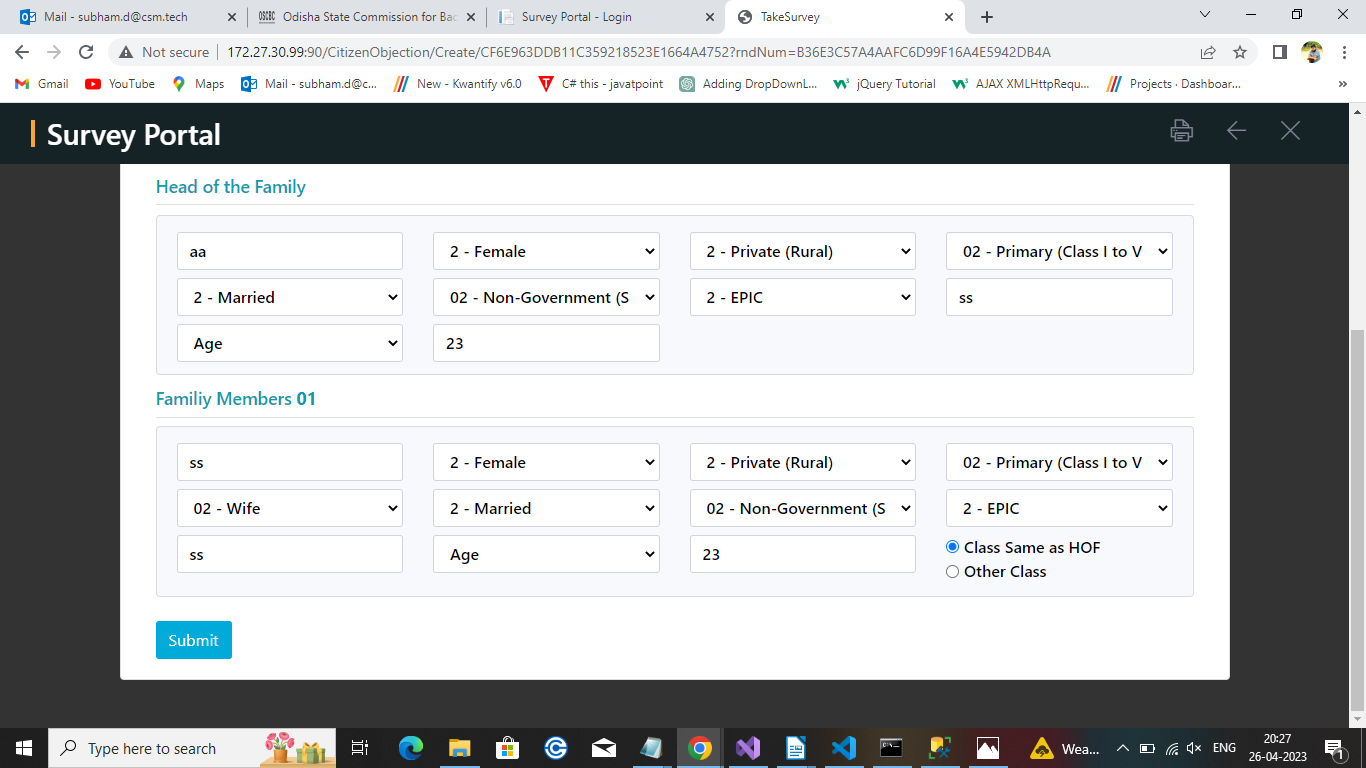 Mail - subham.d@csm.tech
OSCBC Odisha State Commission for Bac
Survey Portal - Login
TakeSurvey
Not secure 172.27.30.99:90/CitizenObjection/Create/CF6E963DDB11C359218523E1664A4752?rndNum=B36E3C57A4AAFC6D99F16A4E5942DB4A
Gmail YouTube Maps Mail - subham.d@c... New - Kwantify v6.0 C# this - javatpoint Adding DropDownL... jQuery Tutorial AJAX XMLHttpRequ... Projects · Dashboar... »
Survey Portal
Head of the Family
aa 2 - Female 2 - Private (Rural) 02 - Primary (Class I to V
2 - Married 02 - Non-Government (S 2 - EPIC ss
Age 23
Familiy Members 01
ss 2 - Female 2 - Private (Rural) 02 - Primary (Class I to V
02 - Wife 2 - Married 02 - Non-Government (S 2 - EPIC
ss Age 23 Class Same as HOF
Other Class
Submit
Type here to search
Wea...
ENG
20:27
26-04-2023
1